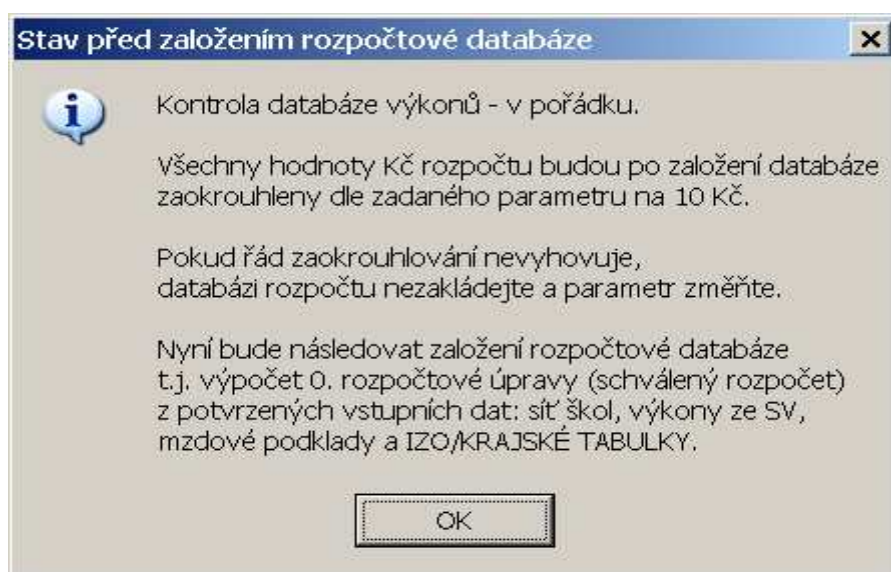 Stav před založením rozpočtové databáze
Kontrola databáze výkonů - v pořádku.
Všechny hodnoty Kč rozpočtu budou po založení databáze
zaokrouhleny dle zadaného parametru na 10 Kč.
Pokud řád zaokrouhlování nevyhovuje,
databázi rozpočtu nezakládejte a parametr změňte.
Nyní bude následovat založení rozpočtové databáze
t.j. výpočet 0. rozpočtové úpravy (schválený rozpočet)
z potvrzených vstupních dat: síť škol, výkony ze SV,
mzdové podklady a IZO/KRAJSKÉ TABULKY.
OK